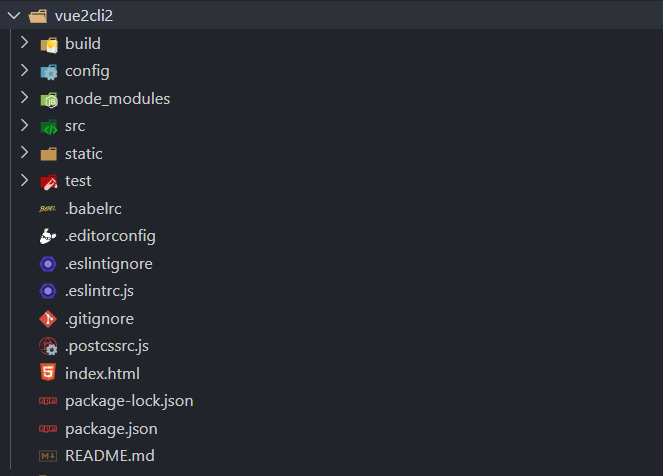 vue2cli2
build
config
node_modules
src
static
test
.babelrc
.editorconfig
.eslintignore
.eslintrc.js
.gitignore
.postcssrc.js
index.html
package-lock.json
package.json
README.md